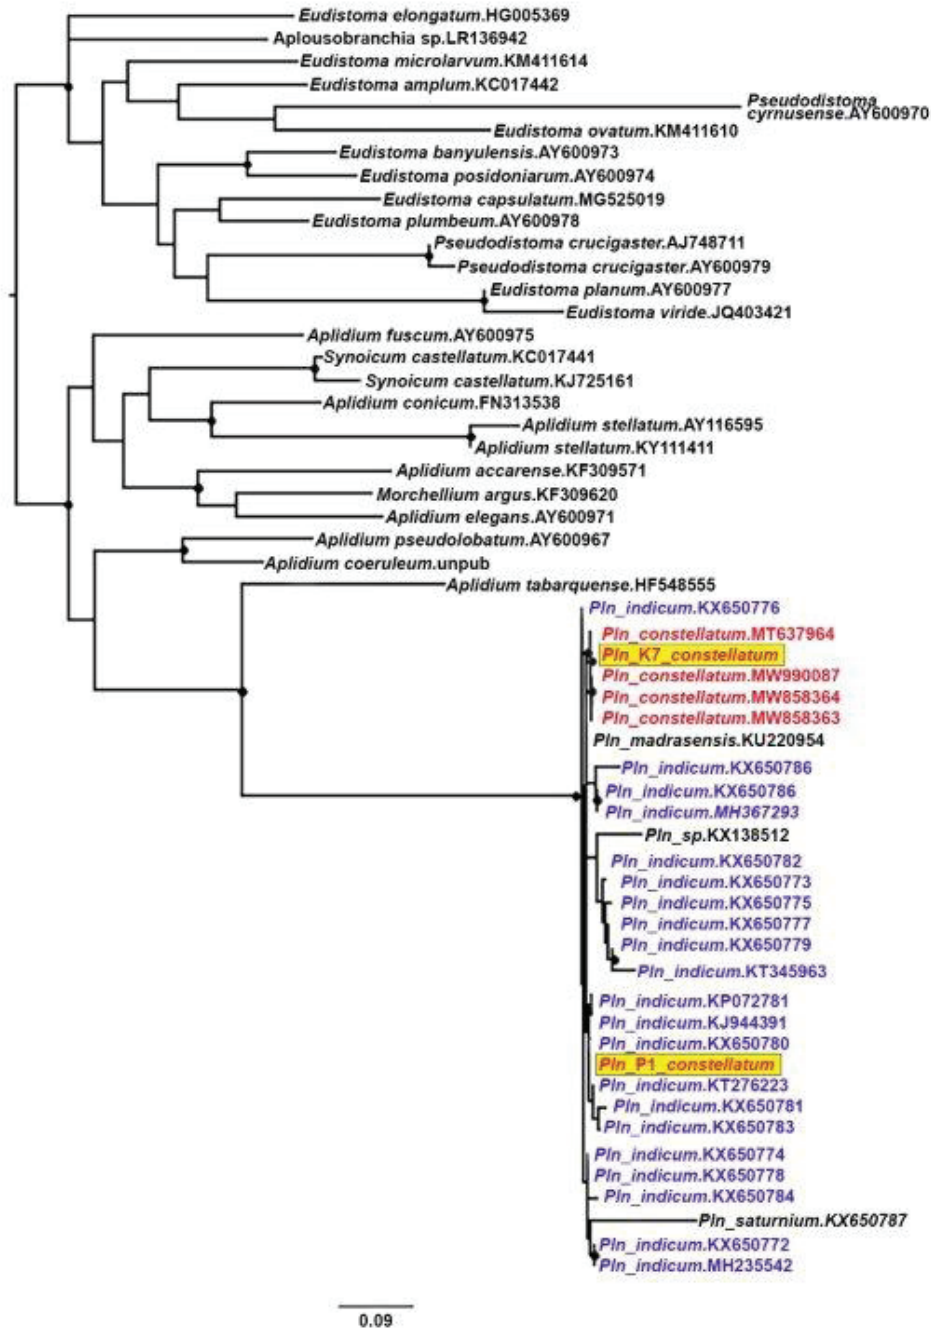 Eudistoma elongatum.HG005369
Aplousobranchia sp.LR136942
Eudistoma microlarvum.KM411614
Eudistoma amplum.KC017442
Pseudodistoma
cyrnusense.AY600970
Eudistoma ovatum.KM411610
Eudistoma banyulensis.AY600973
Eudistoma posidoniarum.AY600974
Eudistoma capsulatum.MG525019
Eudistoma plumbeum.AY600978
Pseudodistoma crucigaster.AJ748711
Pseudodistoma crucigaster.AY600979
Eudistoma planum.AY600977
Eudistoma viride.JQ403421
Aplidium fuscum.AY600975
Synoicum castellatum.KC017441
Synoicum castellatum.KJ725161
Aplidium conicum.FN313538
Aplidium stellatum.AY116595
Aplidium stellatum.KY111411
Aplidium accarense.KF309571
Morchellium argus.KF309620
Aplidium elegans.AY600971
Aplidium pseudolobatum.AY600967
Aplidium coeruleum.unpub
Aplidium tabarquense.HF548555
Pln_indicum.KX650776
Pln_constellatum.MT637964
Pln_K7_constellatum
Pln_constellatum.MW990087
Pln_constellatum.MW858364
Pln_constellatum.MW858363
Pln_madrasensis.KU220954
Pln_indicum.KX650786
Pln_indicum.KX650786
Pln_indicum.MH367293
Pln_sp.KX138512
Pln_indicum.KX650782
Pln_indicum.KX650773
Pln_indicum.KX650775
Pln_indicum.KX650777
Pln_indicum.KX650779
Pln_indicum.KT345963
Pln_indicum.KP072781
Pln_indicum.KJ944391
Pln_indicum.KX650780
Pln_P1_constellatum
Pln_indicum.KT276223
Pln_indicum.KX650781
Pln_indicum.KX650783
Pln_indicum.KX650774
Pln_indicum.KX650778
Pln_indicum.KX650784
Pln_saturnium.KX650787
Pln_indicum.KX650772
Pln_indicum.MH235542
0.09